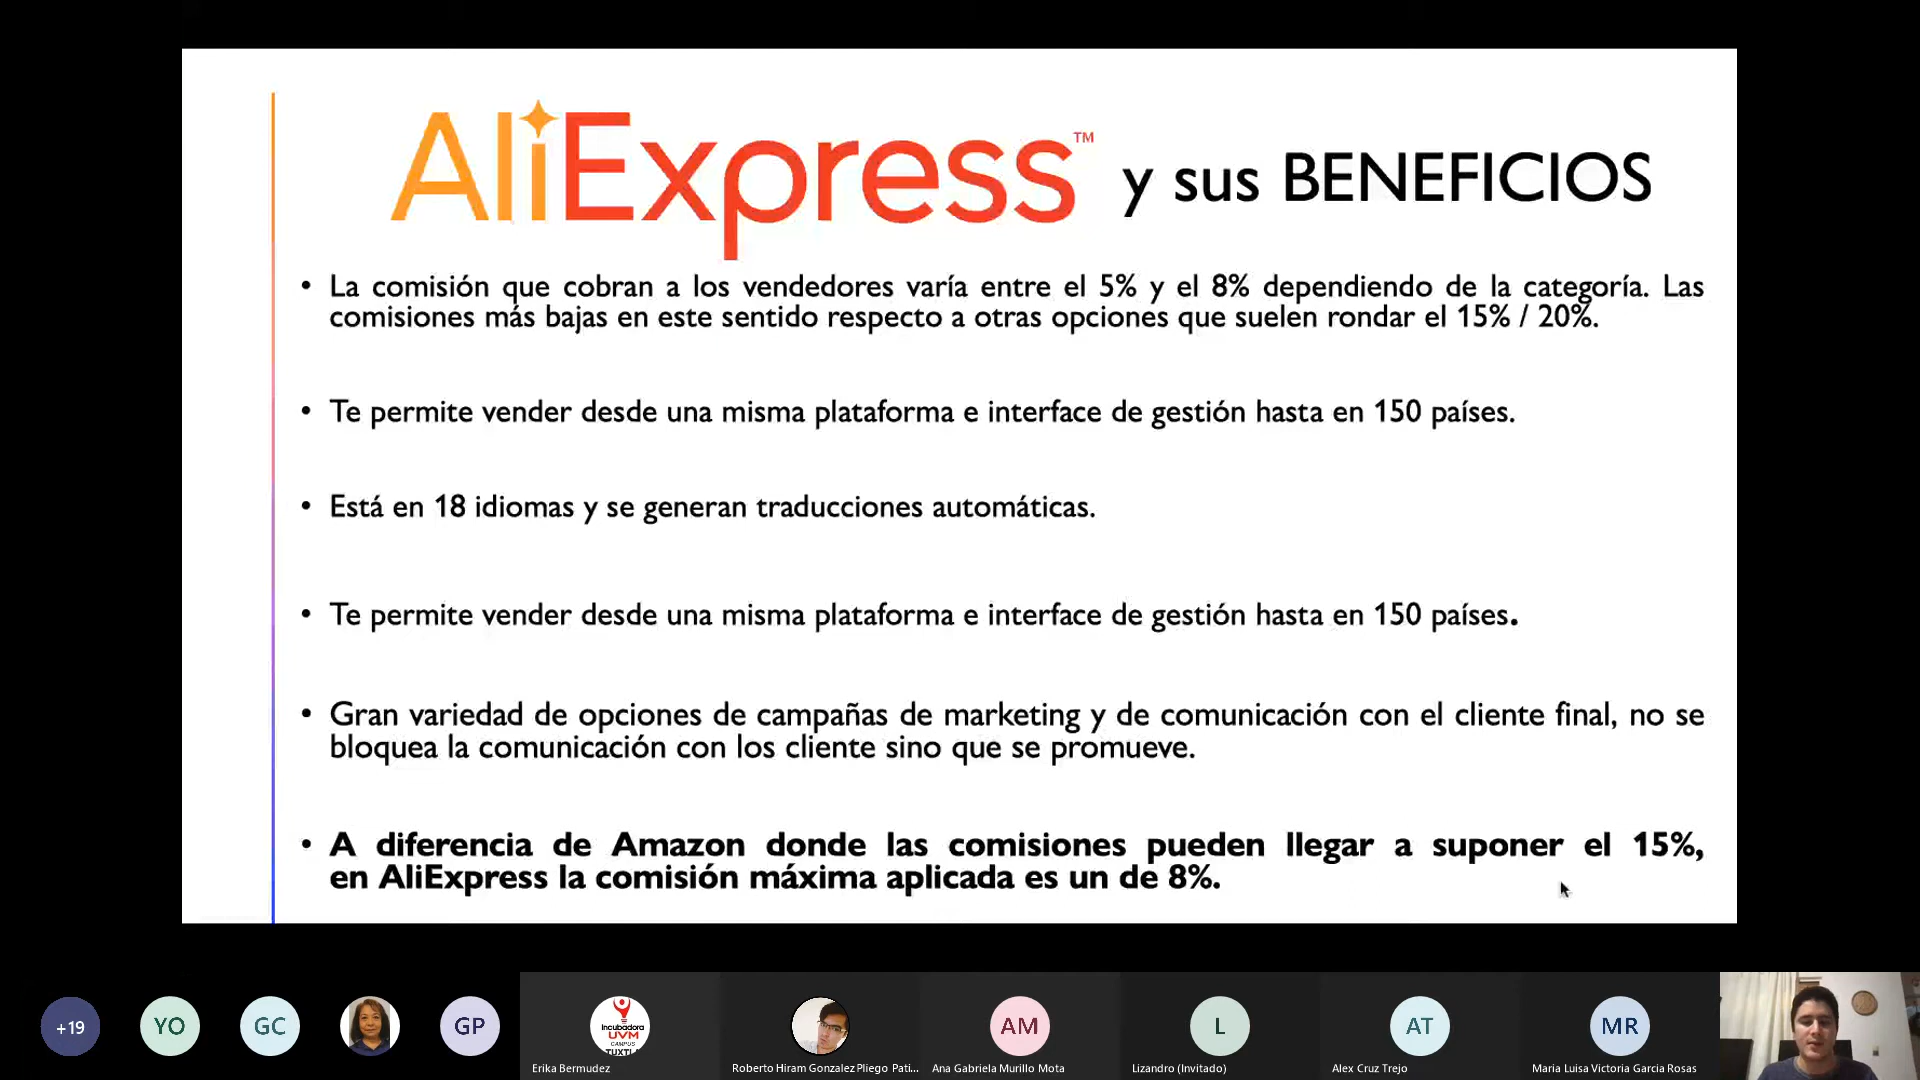 AliExpress™ y sus BENEFICIOS
• La comisión que cobran a los vendedores varía entre el 5% y el 8% dependiendo de la categoría. Las
comisiones más bajas en este sentido respecto a otras opciones que suelen rondar el 15% / 20%.
• Te permite vender desde una misma plataforma e interface de gestión hasta en 150 países.
• Está en 18 idiomas y se generan traducciones automáticas.
• Te permite vender desde una misma plataforma e interface de gestión hasta en 150 países.
• Gran variedad de opciones de campañas de marketing y de comunicación con el cliente final, no se
bloquea la comunicación con los cliente sino que se promueve.
• A diferencia de Amazon donde las comisiones pueden llegar a suponer el 15%,
en AliExpress la comisión máxima aplicada es un de 8%.
+19
YO
GC
GP
Incubadora
UVM
CAMPUS
TUXTL
AM
L
AT
MR
Erika Bermudez
Roberto Hiram Gonzalez Pliego Pati...
Ana Gabriela Murillo Mota
Lizandro (Invitado)
Alex Cruz Trejo
Maria Luisa Victoria Garcia Rosas